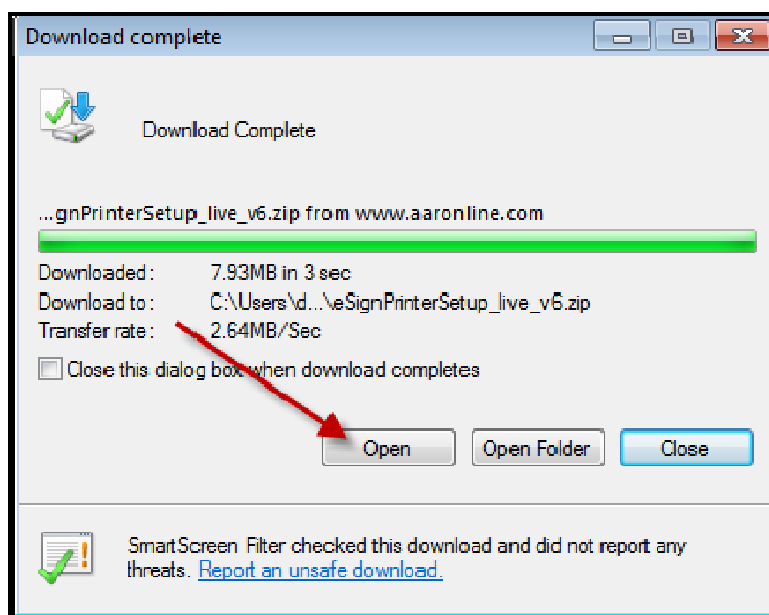 Download complete
Download Complete
...gnPrinterSetup_live_v6.zip from www.aaronline.com
Downloaded: 7.93MB in 3 sec
Download to: C:\Users\d...\eSignPrinterSetup_live_v6.zip
Transfer rate: 2.64MB/Sec
Close this dialog box when download completes
Open Open Folder Close
SmartScreen Filter checked this download and did not report any
threats. Report an unsafe download.